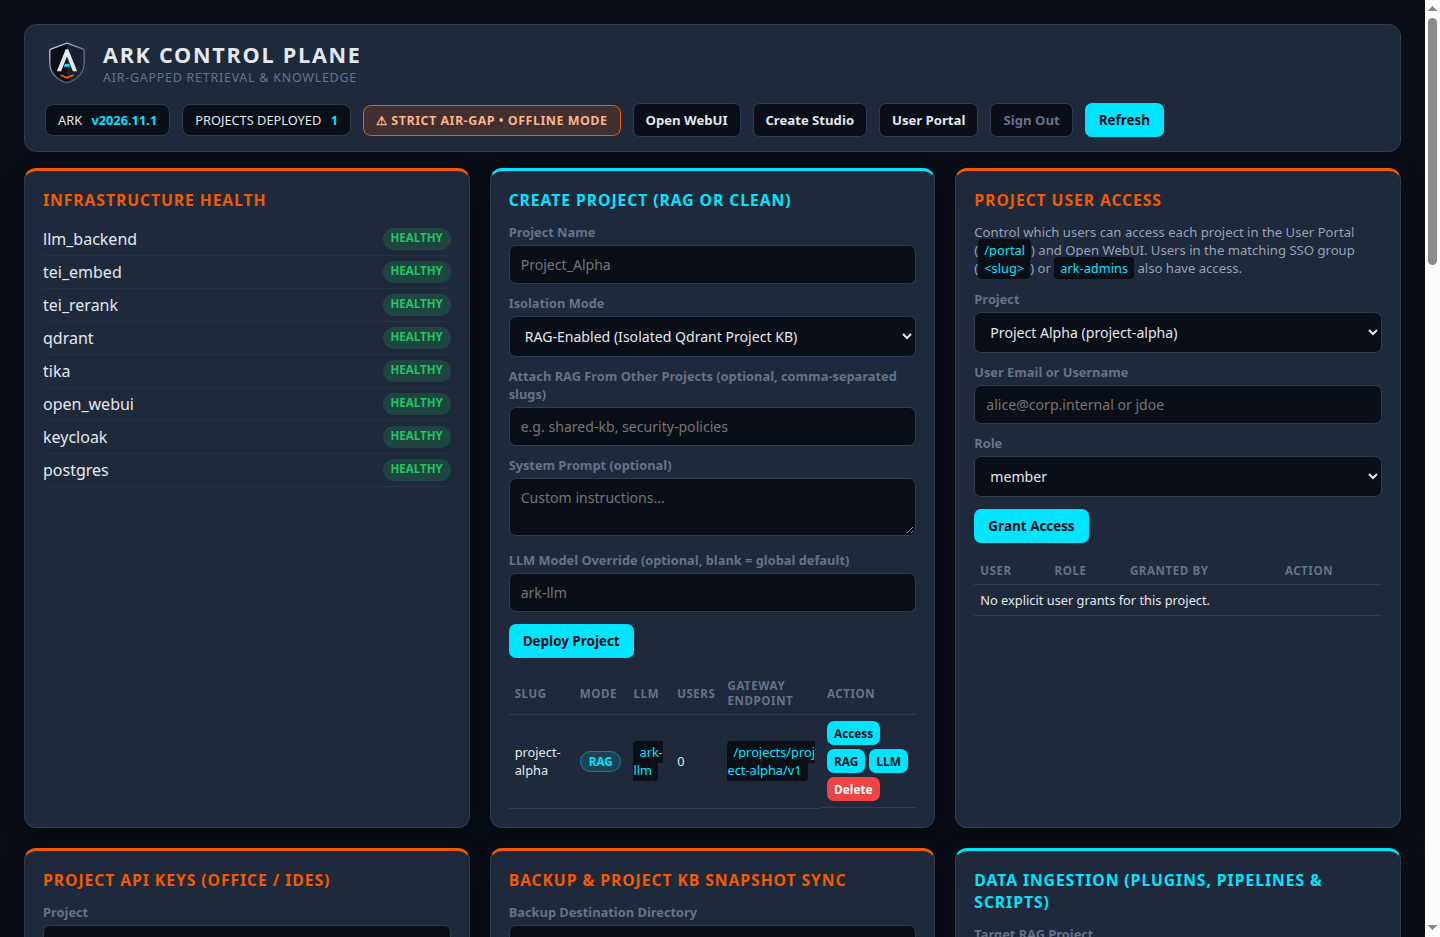 ARK CONTROL PLANE
AIR-GAPPED RETRIEVAL & KNOWLEDGE
ARK v2026.11.1
PROJECTS DEPLOYED 1
⚠ STRICT AIR-GAP • OFFLINE MODE
Open WebUI
Create Studio
User Portal
Sign Out
Refresh
INFRASTRUCTURE HEALTH
llm_backend HEALTHY
tei_embed HEALTHY
tei_rerank HEALTHY
qdrant HEALTHY
tika HEALTHY
open_webui HEALTHY
keycloak HEALTHY
postgres HEALTHY
CREATE PROJECT (RAG OR CLEAN)
Project Name
Project_Alpha
Isolation Mode
RAG-Enabled (Isolated Qdrant Project KB)
Attach RAG From Other Projects (optional, comma-separated
slugs)
e.g. shared-kb, security-policies
System Prompt (optional)
Custom instructions...
LLM Model Override (optional, blank = global default)
ark-llm
Deploy Project
SLUG MODE LLM USERS GATEWAY ENDPOINT ACTION
project-
alpha
RAG
ark-
llm
0
/projects/proj
ect-alpha/v1
Access
RAG LLM
Delete
PROJECT USER ACCESS
Control which users can access each project in the User Portal
( /portal ) and Open WebUI. Users in the matching SSO group
( <slug> ) or ark-admins also have access.
Project
Project Alpha (project-alpha)
User Email or Username
alice@corp.internal or jdoe
Role
member
Grant Access
USER ROLE GRANTED BY ACTION
No explicit user grants for this project.
PROJECT API KEYS (OFFICE / IDES)
Project
BACKUP & PROJECT KB SNAPSHOT SYNC
Backup Destination Directory
DATA INGESTION (PLUGINS, PIPELINES &
SCRIPTS)
Target RAG Project